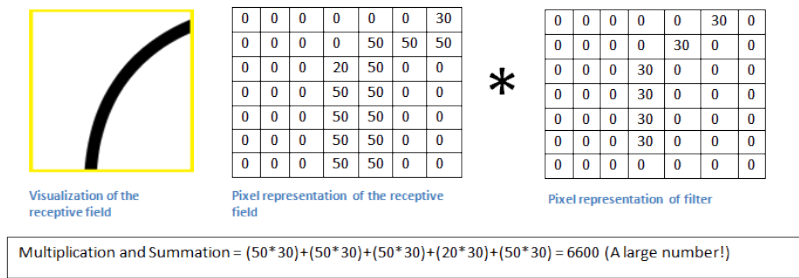 0 0 0 0 0 0 30
0 0 0 0 50 50 50
0 0 0 20 50 0 0
0 0 0 50 50 0 0
0 0 0 50 50 0 0
0 0 0 50 50 0 0
0 0 0 50 50 0 0
*
0 0 0 0 0 30 0
0 0 0 0 30 0 0
0 0 0 30 0 0 0
0 0 0 30 0 0 0
0 0 0 30 0 0 0
0 0 0 30 0 0 0
0 0 0 0 0 0 0
Visualization of the
receptive field
Pixel representation of the receptive
field
Pixel representation of filter
Multiplication and Summation = (50*30)+(50*30)+(50*30)+(20*30)+(50*30) = 6600 (A large number!)